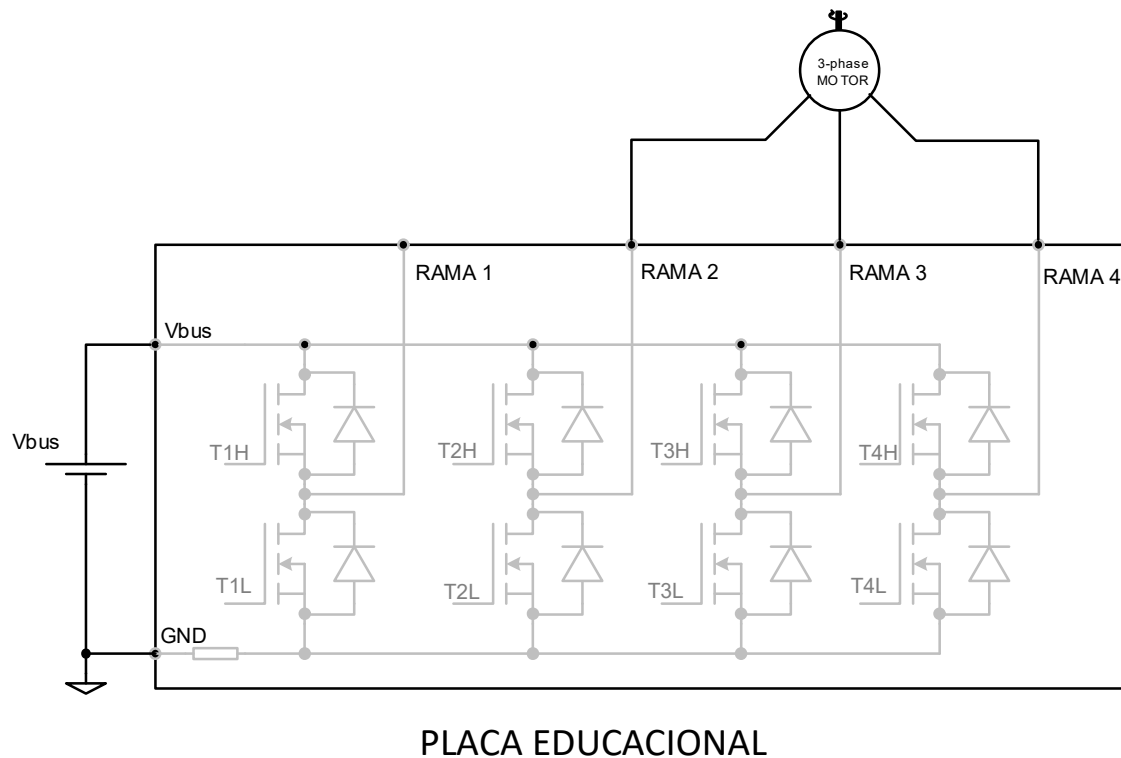 3-phase
MOTOR
RAMA 1
RAMA 2
RAMA 3
RAMA 4
Vbus
Vbus
T1H
T2H
T3H
T4H
T1L
T2L
T3L
T4L
GND
PLACA EDUCACIONAL